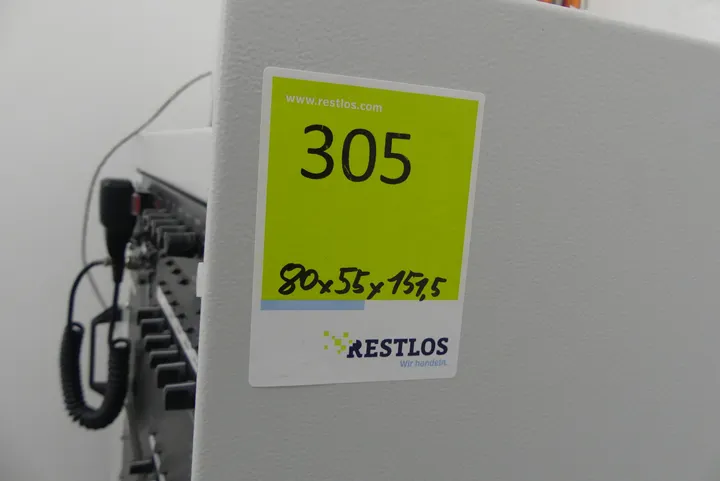 www.restlos.com
305
80x55x151,5
RESTLOS
Wir handeln.